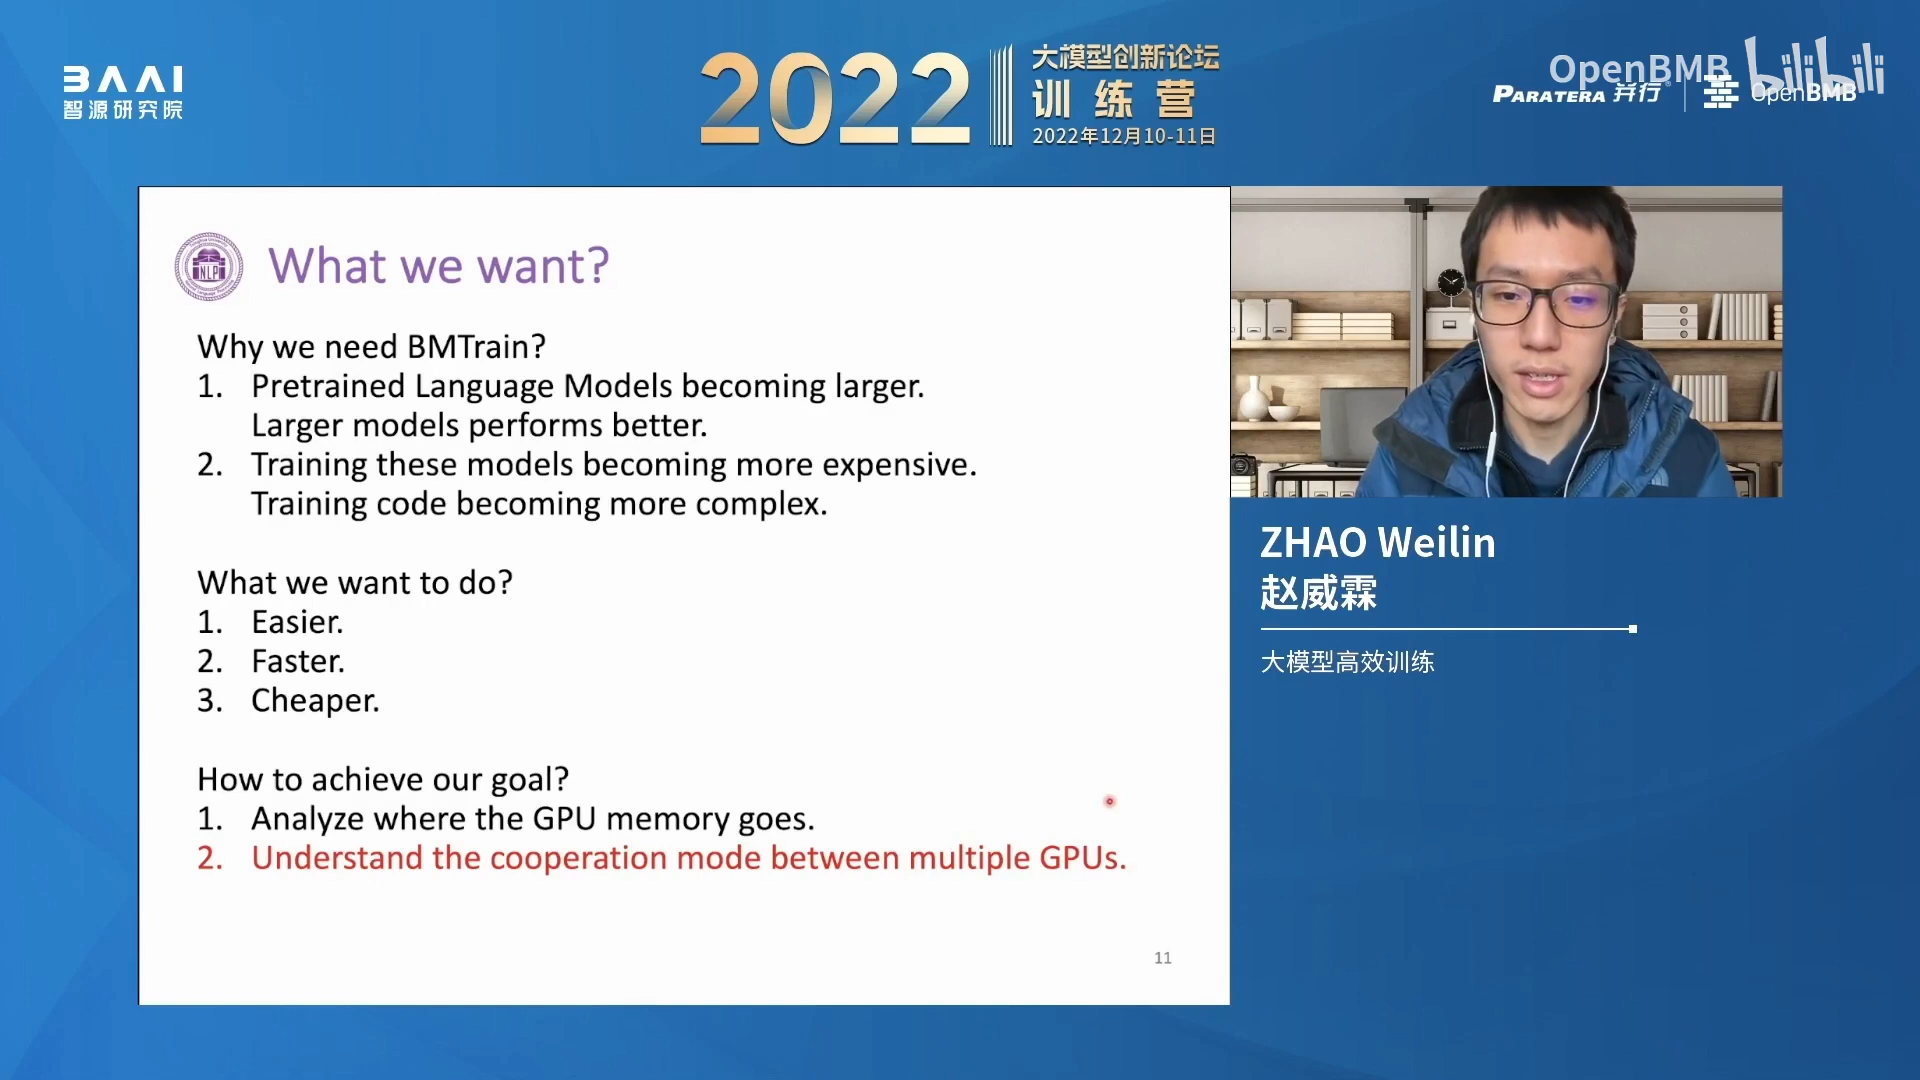 BAAI
智源研究院
2022
大模型创新论坛
训练营
2022年12月10-11日
OpenBMB
bilibili
PARATERA 并行
OpenBMB
NLP
What we want?
Why we need BMTrain?
1. Pretrained Language Models becoming larger.
Larger models performs better.
2. Training these models becoming more expensive.
Training code becoming more complex.
What we want to do?
1. Easier.
2. Faster.
3. Cheaper.
How to achieve our goal?
1. Analyze where the GPU memory goes.
2. Understand the cooperation mode between multiple GPUs.
11
ZHAO Weilin
赵威霖
大模型高效训练